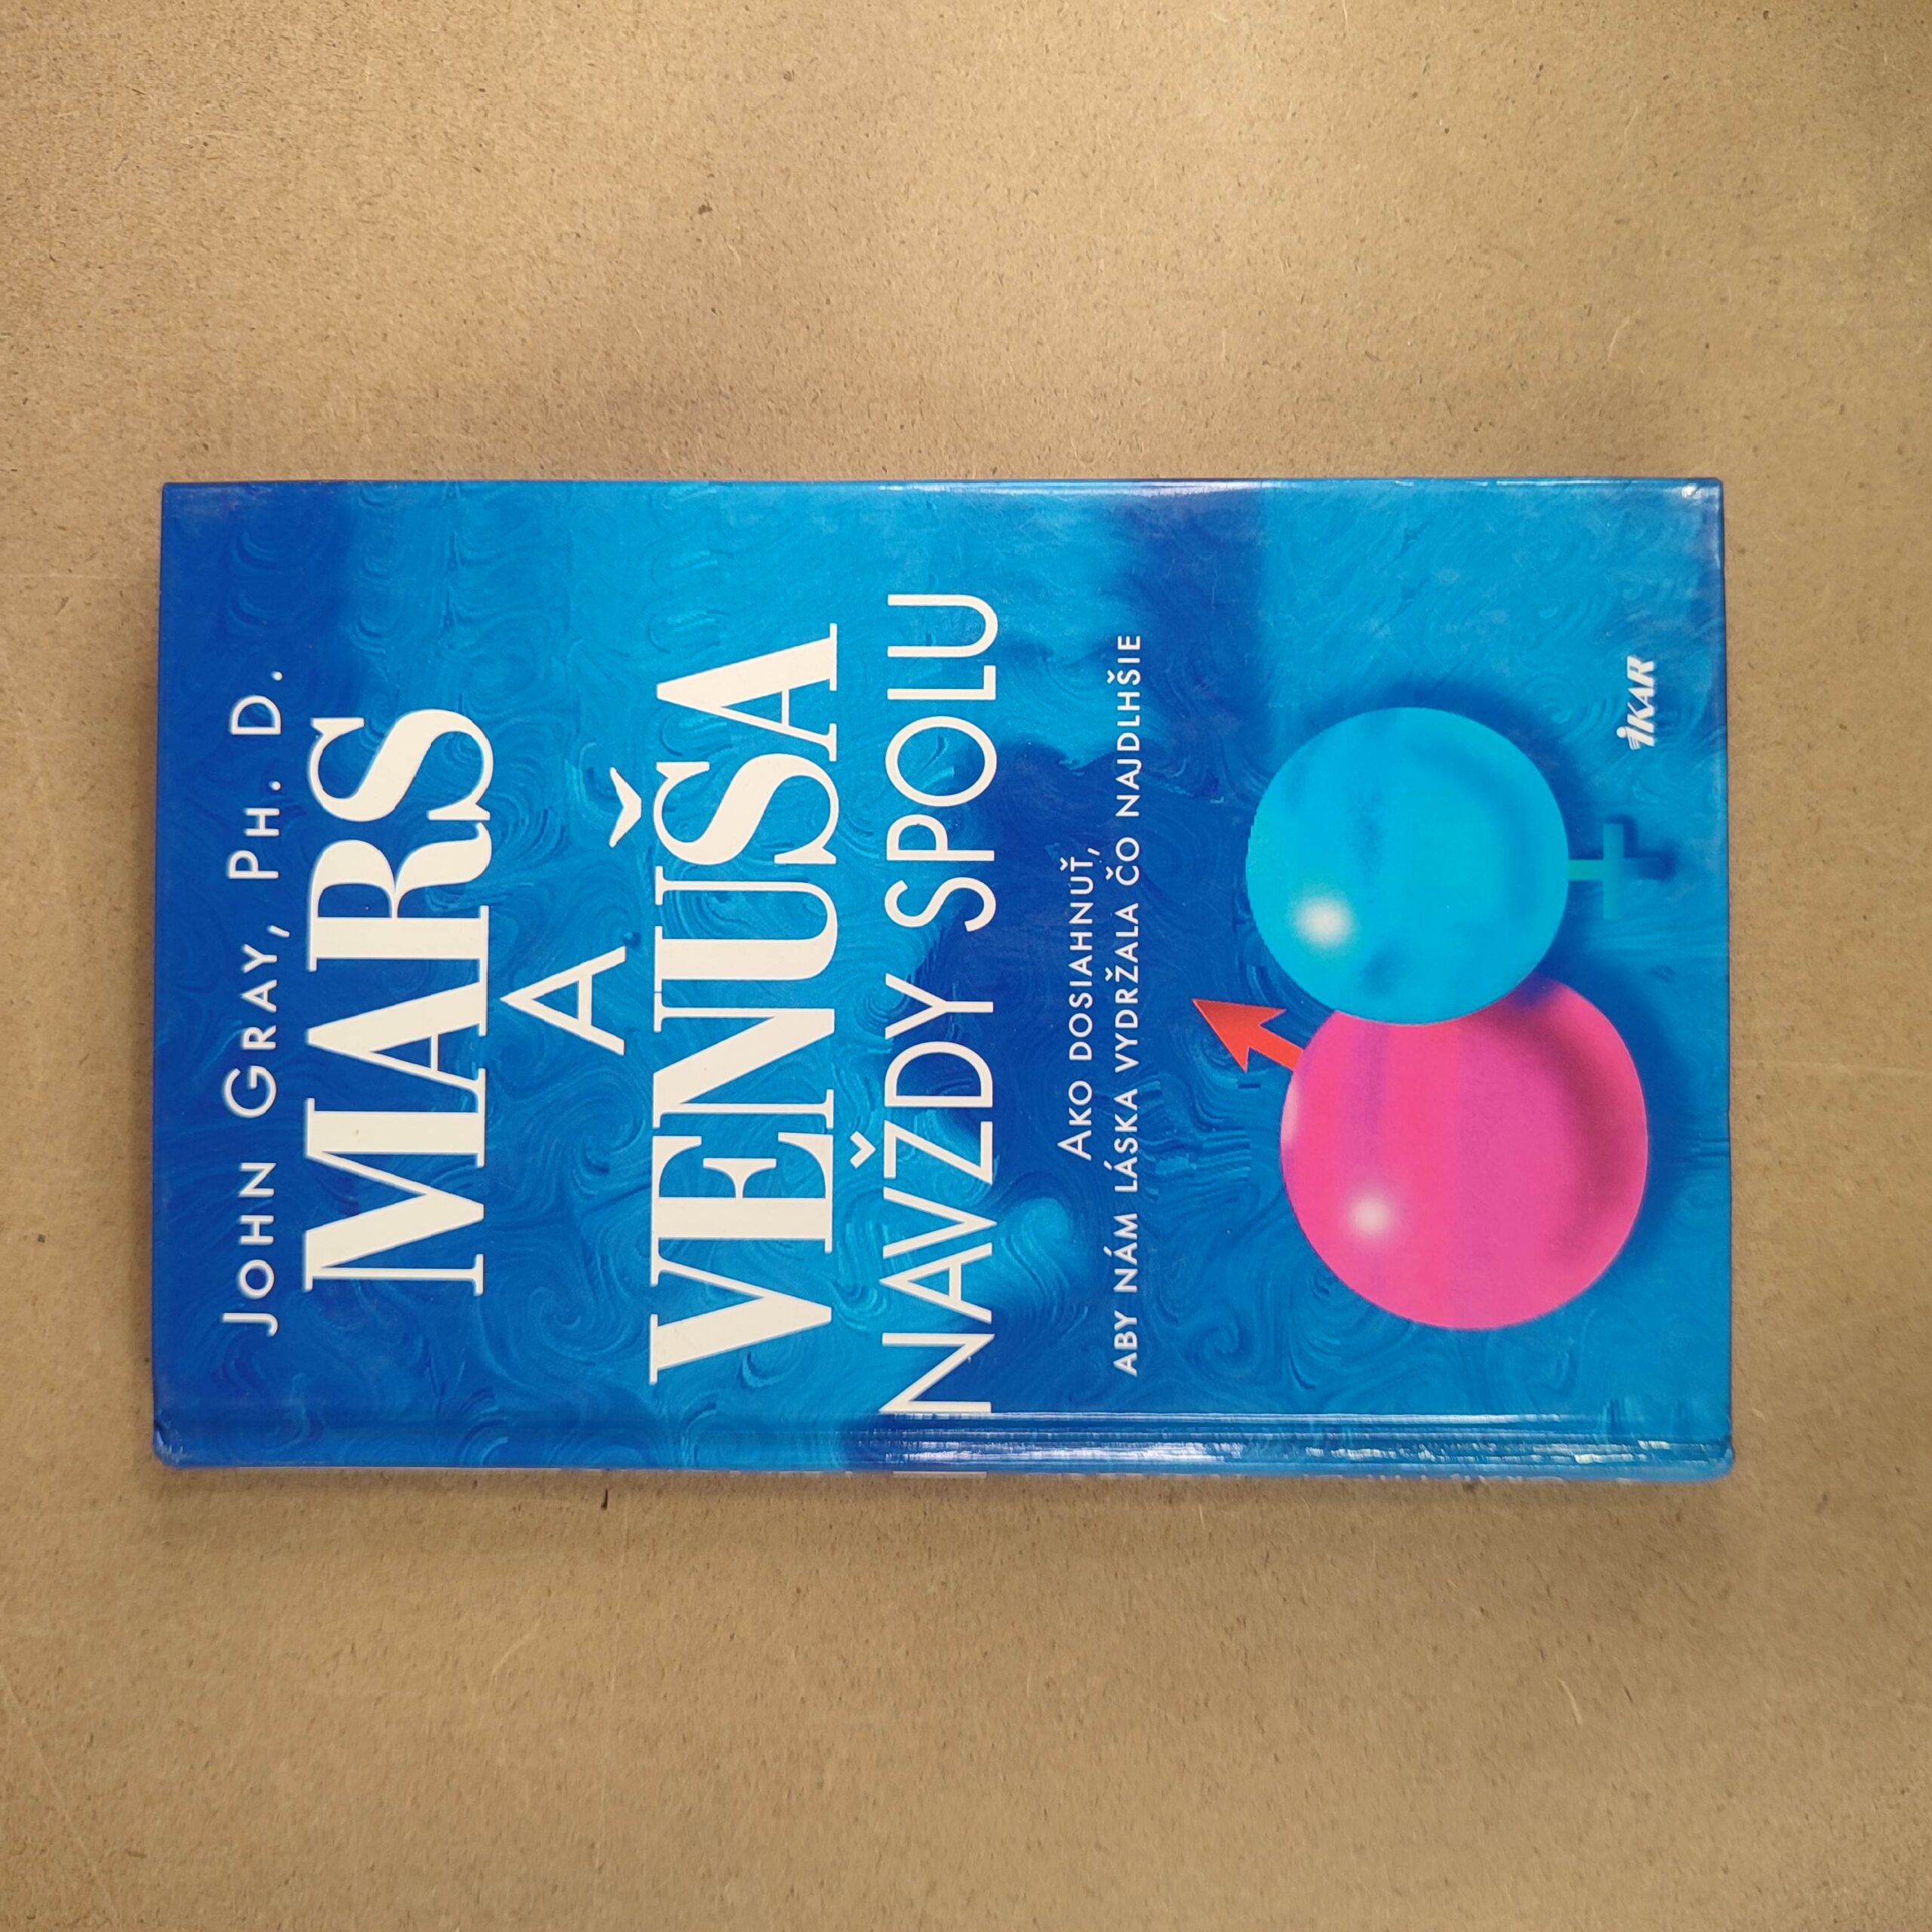 JOHN GRAY, PH. D.
MARS
A
VENUŠA
NAVŽDY SPOLU
AKO DOSIAHNUŤ,
ABY NÁM LÁSKA VYDRŽALA ČO NAJDLHŠIE
IKAR